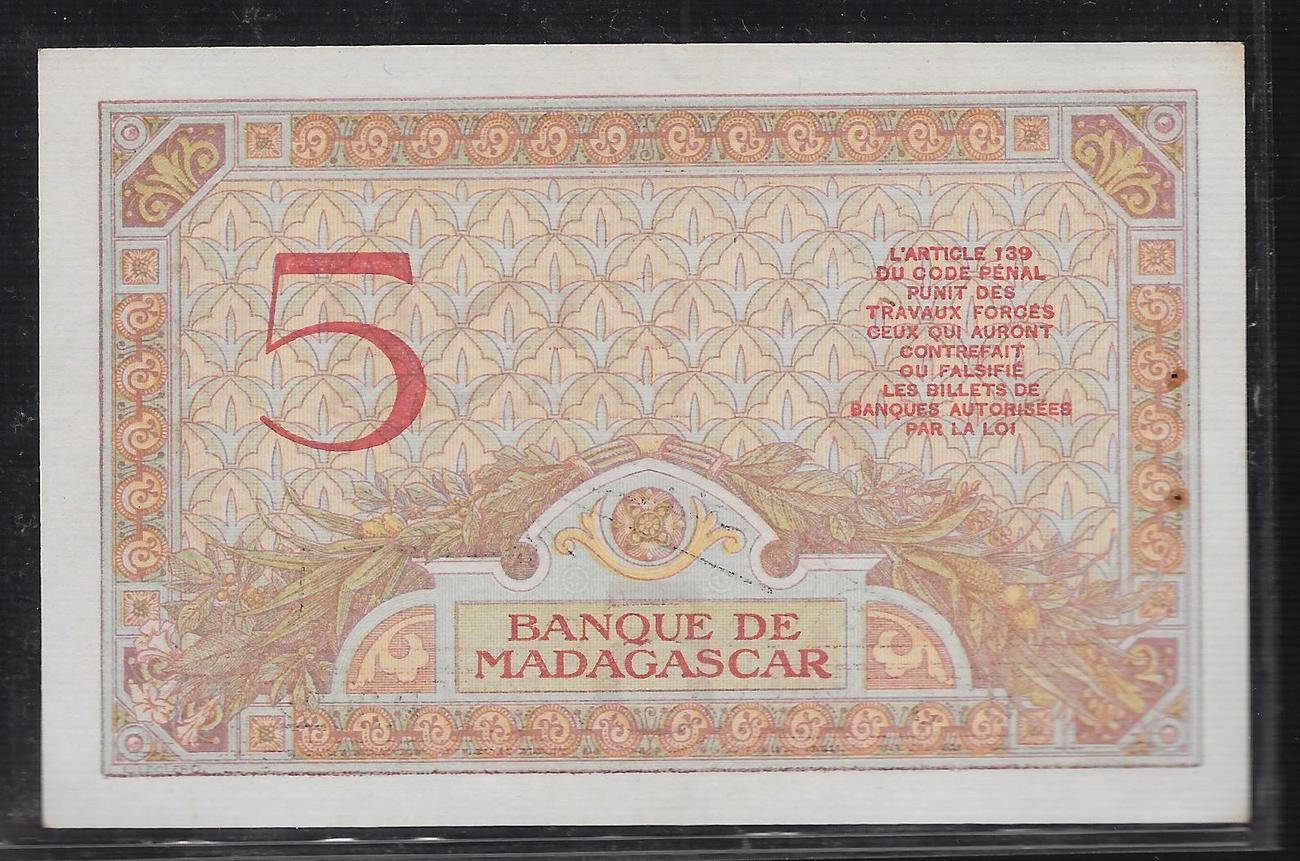 5
L'ARTICLE 139
DU CODE PÉNAL
PUNIT DES
TRAVAUX FORCÉS
CEUX QUI AURONT
CONTREFAIT
OU FALSIFIÉ
LES BILLETS DE
BANQUES AUTORISÉES
PAR LA LOI
BANQUE DE
MADAGASCAR